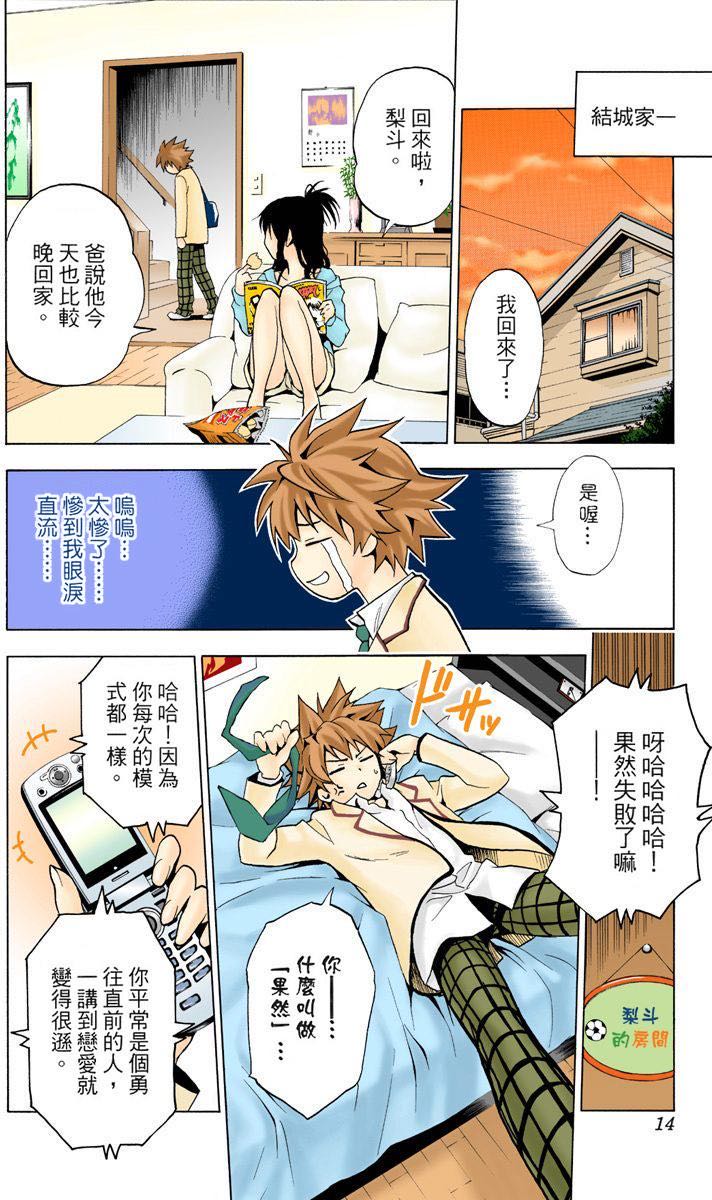 結城家—
我回來了…
回來啦，
梨斗。
爸說他今
天也比較
晚回家。
是喔…
嗚嗚…
太慘了……
慘到我眼淚
直流……
呀哈哈哈哈！
果然失敗了嘛
——！
梨斗
的房間
ドサッ
你——…
什麼叫做
「果然」…
哈哈！因為
你每次的模
式都一樣。
你平常是個勇
往直前的人，
一講到戀愛就
變得很遜。
14